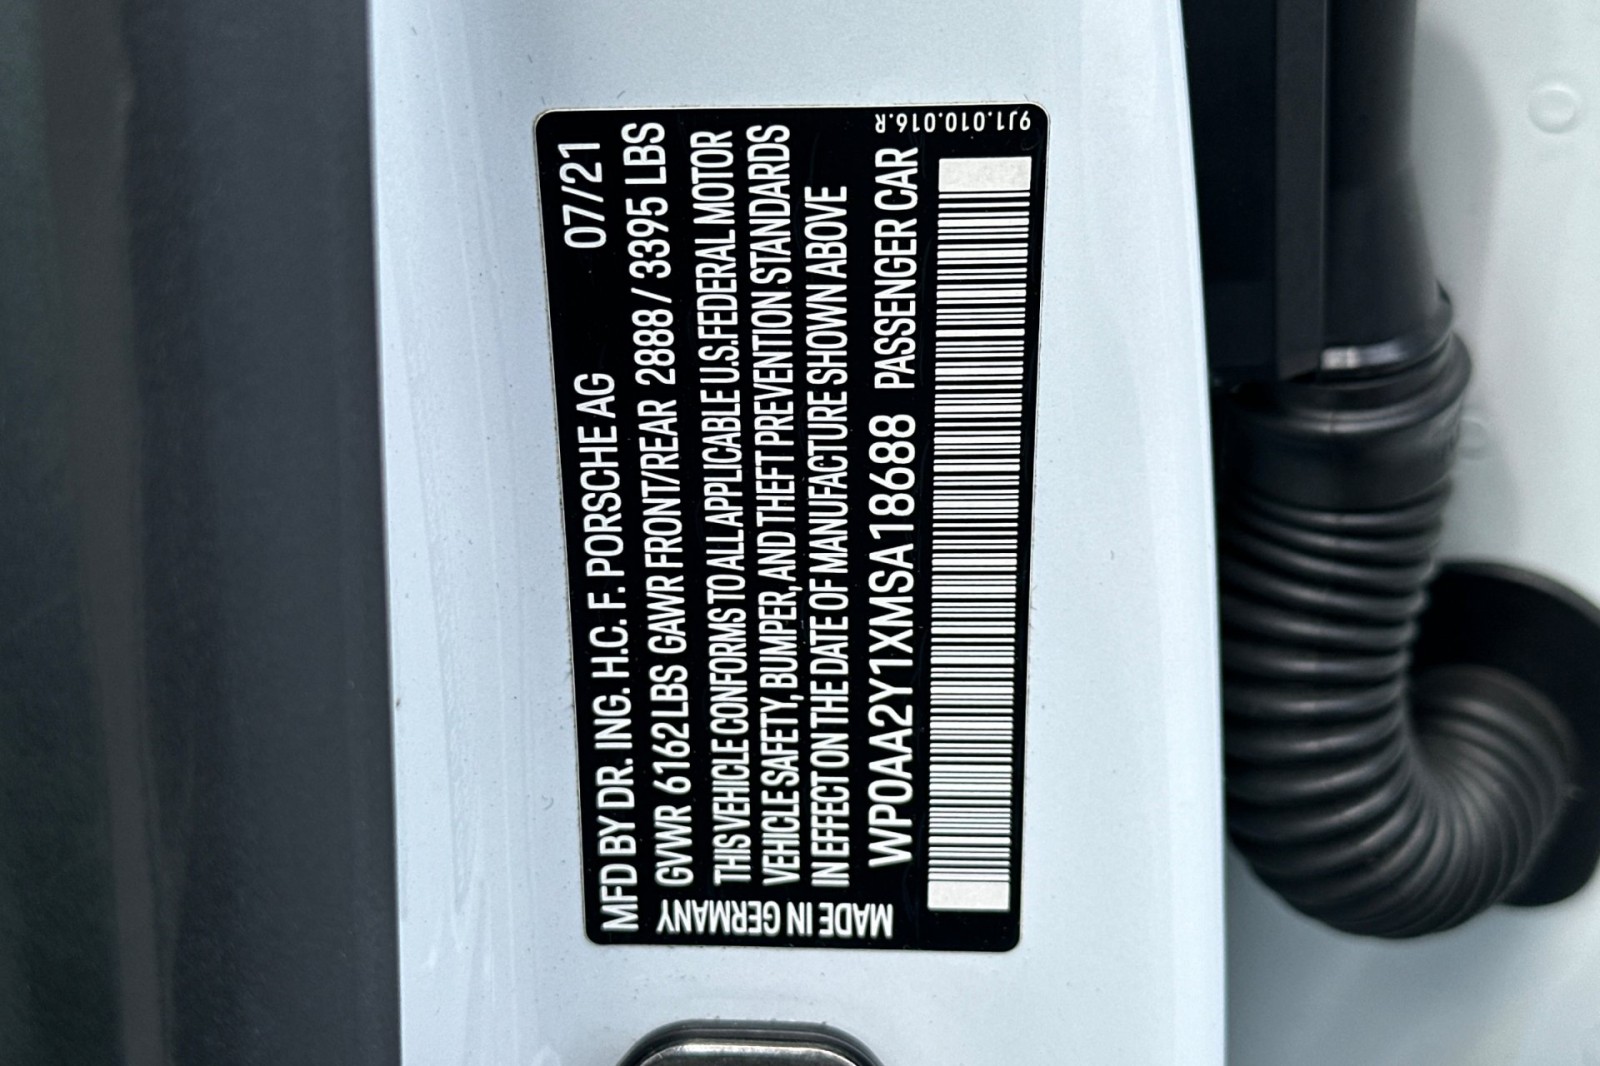 MFD BY DR. ING. H.C. F. PORSCHE AG 07/21
GVWR 6162 LBS GAWR FRONT/REAR 2888 / 3395 LBS
THIS VEHICLE CONFORMS TO ALL APPLICABLE U.S. FEDERAL MOTOR
VEHICLE SAFETY, BUMPER, AND THEFT PREVENTION STANDARDS
IN EFFECT ON THE DATE OF MANUFACTURE SHOWN ABOVE
WP0AA2Y1XMSA18688 PASSENGER CAR
MADE IN GERMANY
9J1.010.016.R